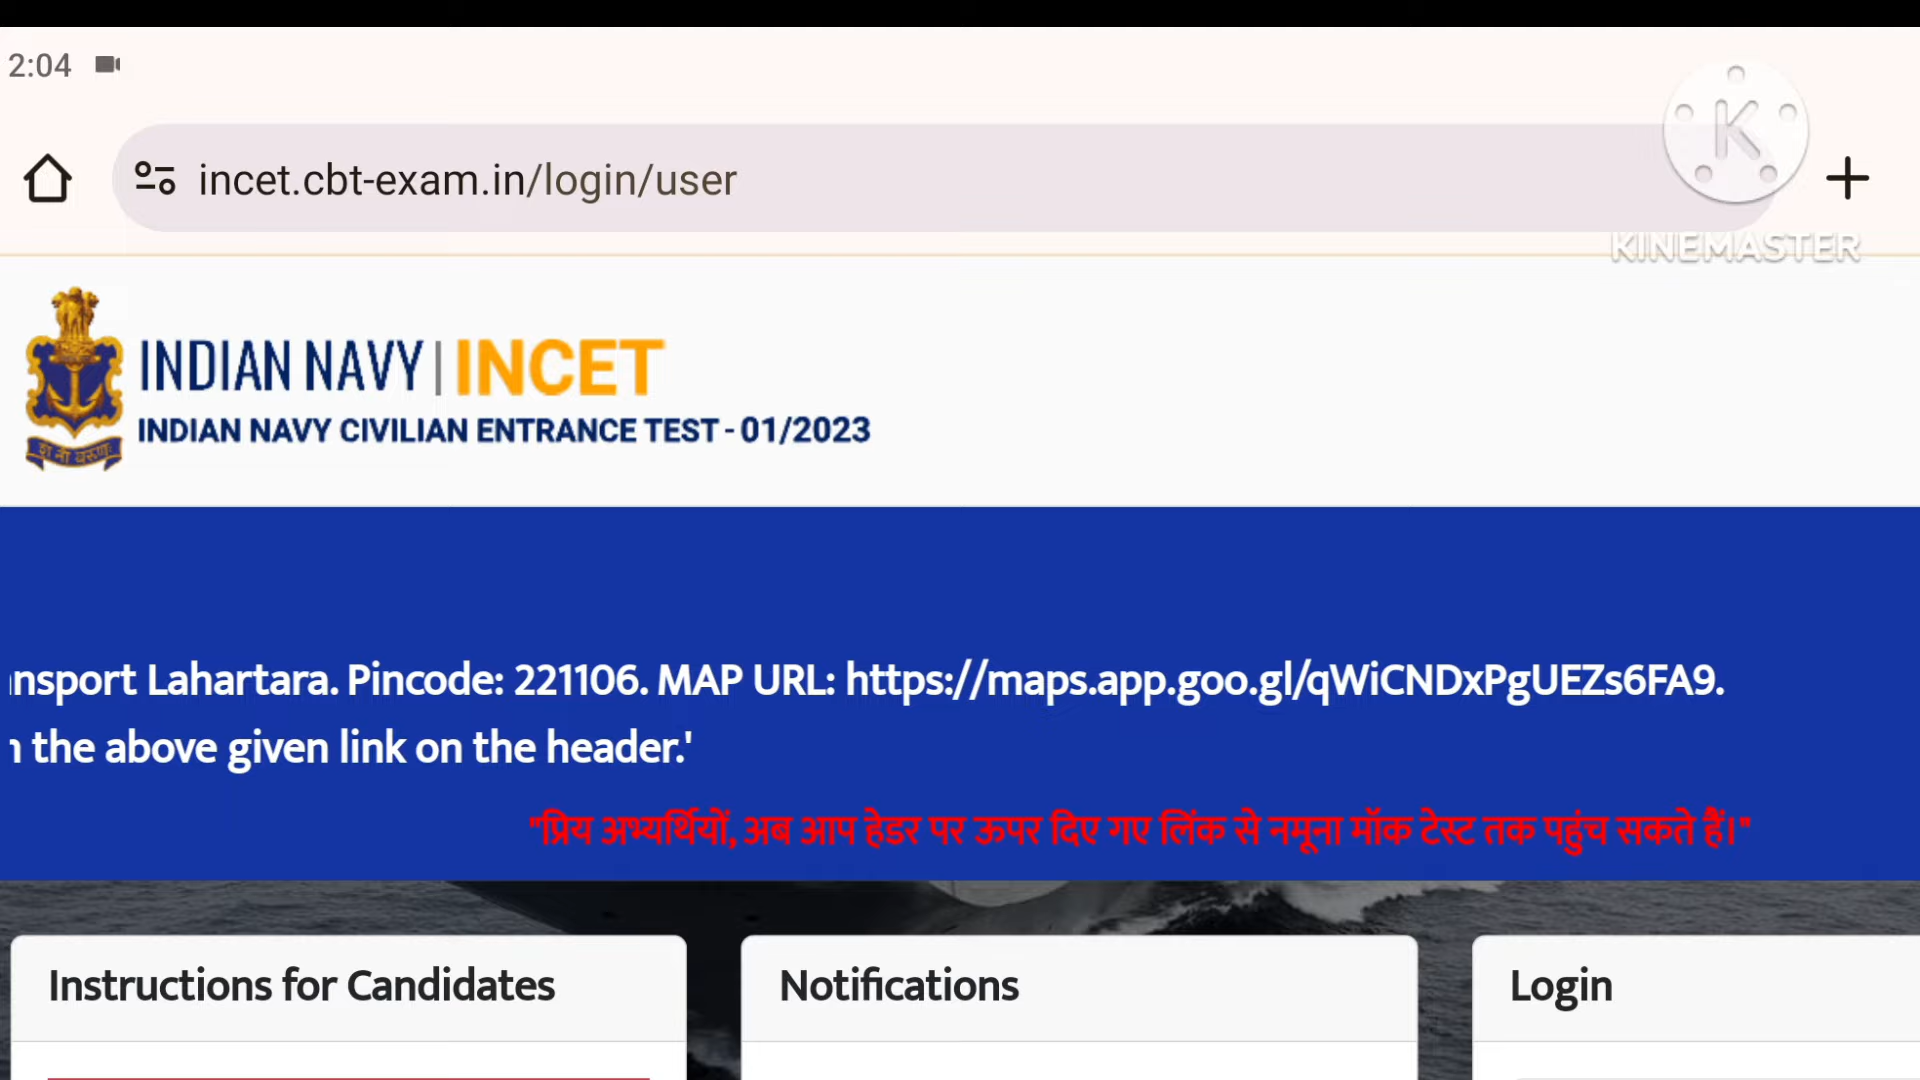 2:04
incet.cbt-exam.in/login/user
KINEMASTER
INDIAN NAVY | INCET
INDIAN NAVY CIVILIAN ENTRANCE TEST - 01/2023
nsport Lahartara. Pincode: 221106. MAP URL: https://maps.app.goo.gl/qWiCNDxPgUEZs6FA9.
the above given link on the header.'
"प्रिय अभ्यर्थियों, अब आप हेडर पर ऊपर दिए गए लिंक से नमूना मॉक टेस्ट तक पहुंच सकते हैं।"
Instructions for Candidates
Notifications
Login